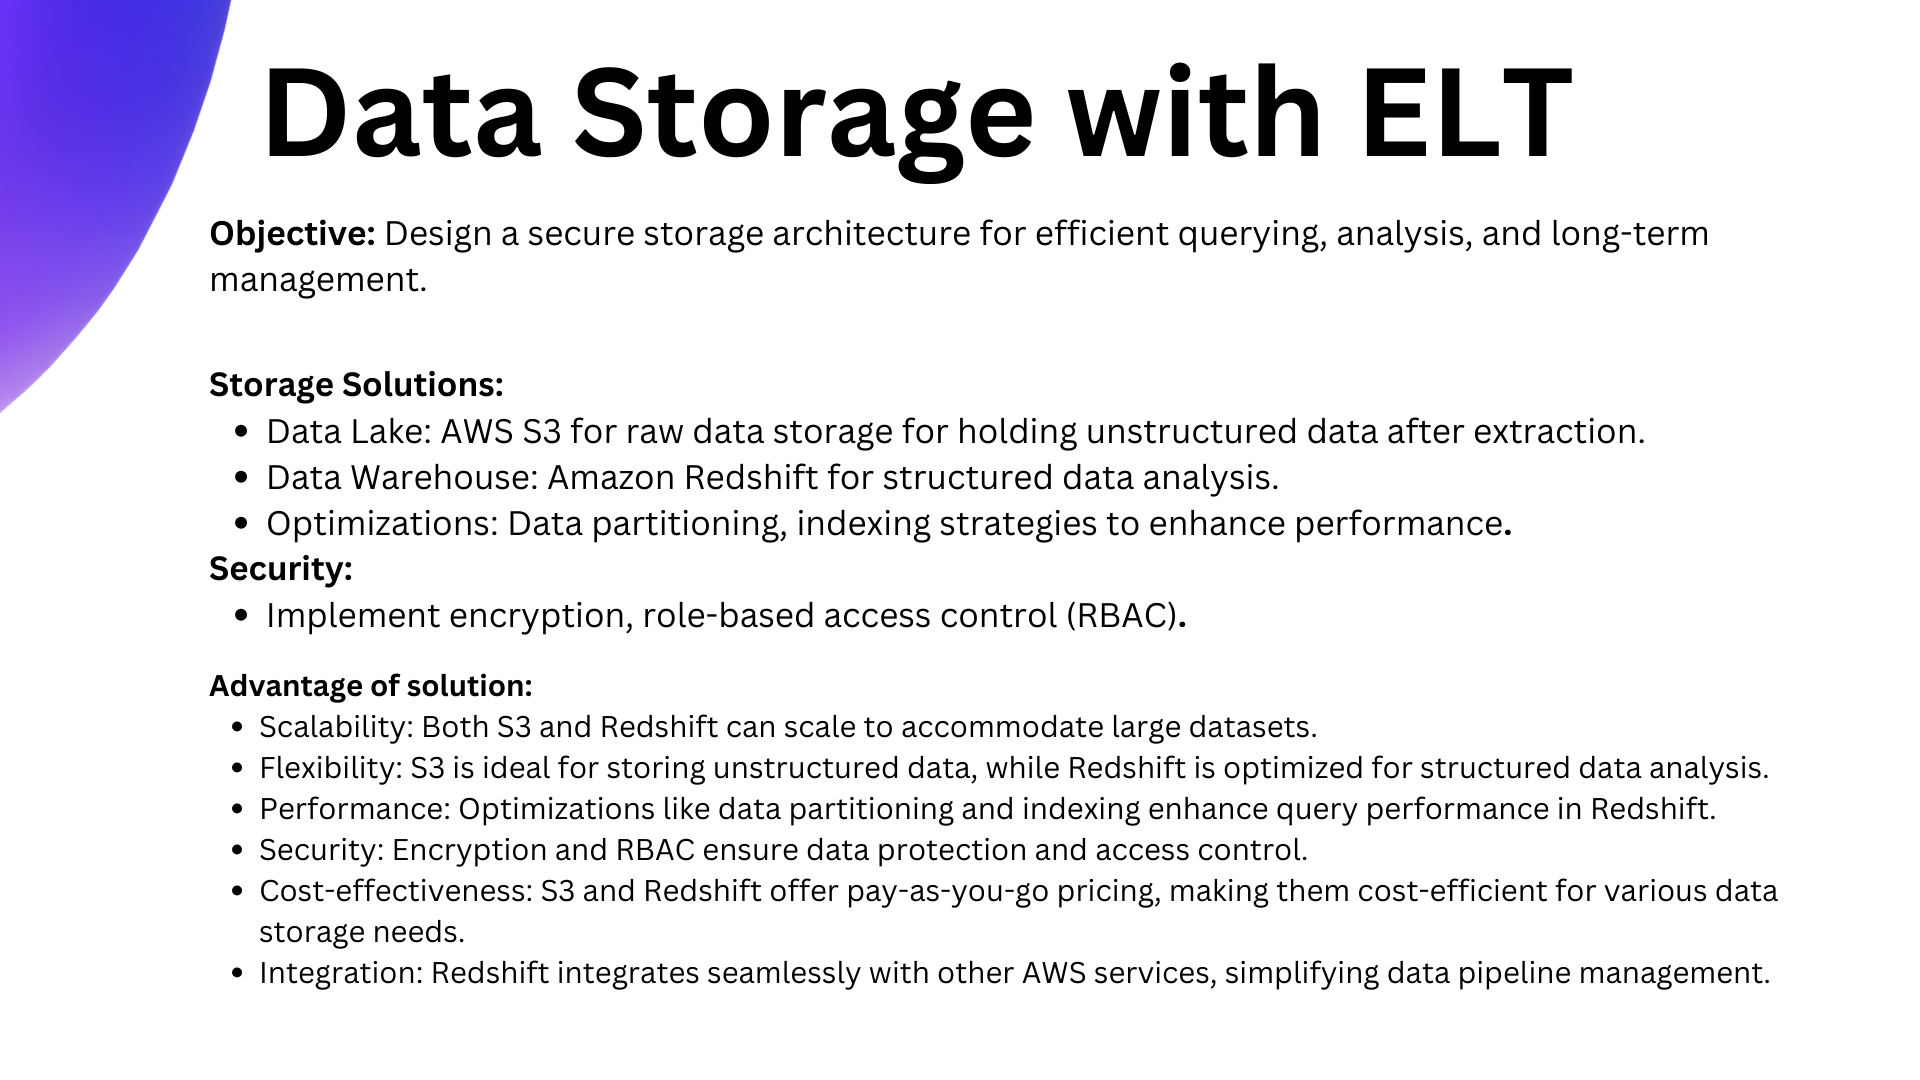 Data Storage with ELT
Objective: Design a secure storage architecture for efficient querying, analysis, and long-term
management.
Storage Solutions:
• Data Lake: AWS S3 for raw data storage for holding unstructured data after extraction.
• Data Warehouse: Amazon Redshift for structured data analysis.
• Optimizations: Data partitioning, indexing strategies to enhance performance.
Security:
• Implement encryption, role-based access control (RBAC).
Advantage of solution:
• Scalability: Both S3 and Redshift can scale to accommodate large datasets.
• Flexibility: S3 is ideal for storing unstructured data, while Redshift is optimized for structured data analysis.
• Performance: Optimizations like data partitioning and indexing enhance query performance in Redshift.
• Security: Encryption and RBAC ensure data protection and access control.
• Cost-effectiveness: S3 and Redshift offer pay-as-you-go pricing, making them cost-efficient for various data
storage needs.
• Integration: Redshift integrates seamlessly with other AWS services, simplifying data pipeline management.